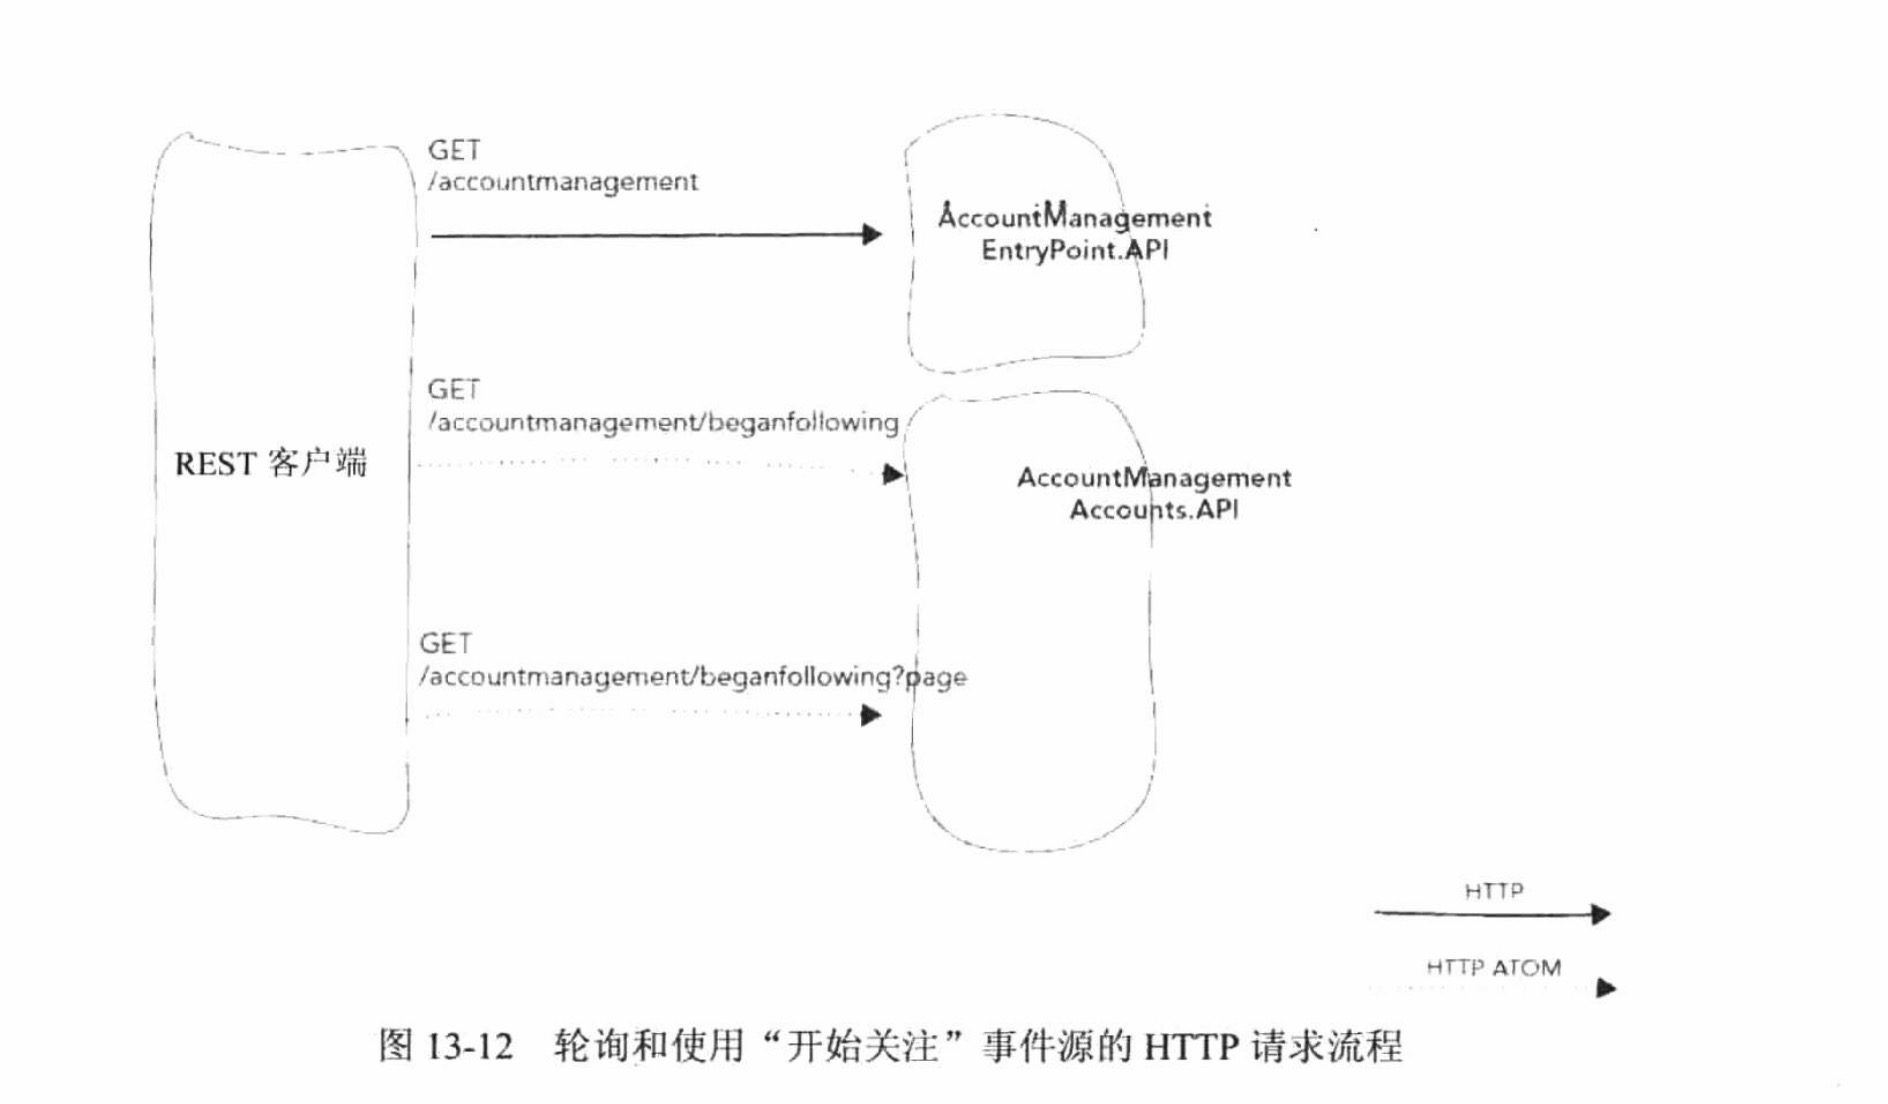 GET
/accountmanagement
AccountManagement
EntryPoint.API
GET
/accountmanagement/beganfollowing
REST 客户端
AccountManagement
Accounts.API
GET
/accountmanagement/beganfollowing?page
HTTP
HTTP ATOM
图 13-12 轮询和使用“开始关注”事件源的 HTTP 请求流程